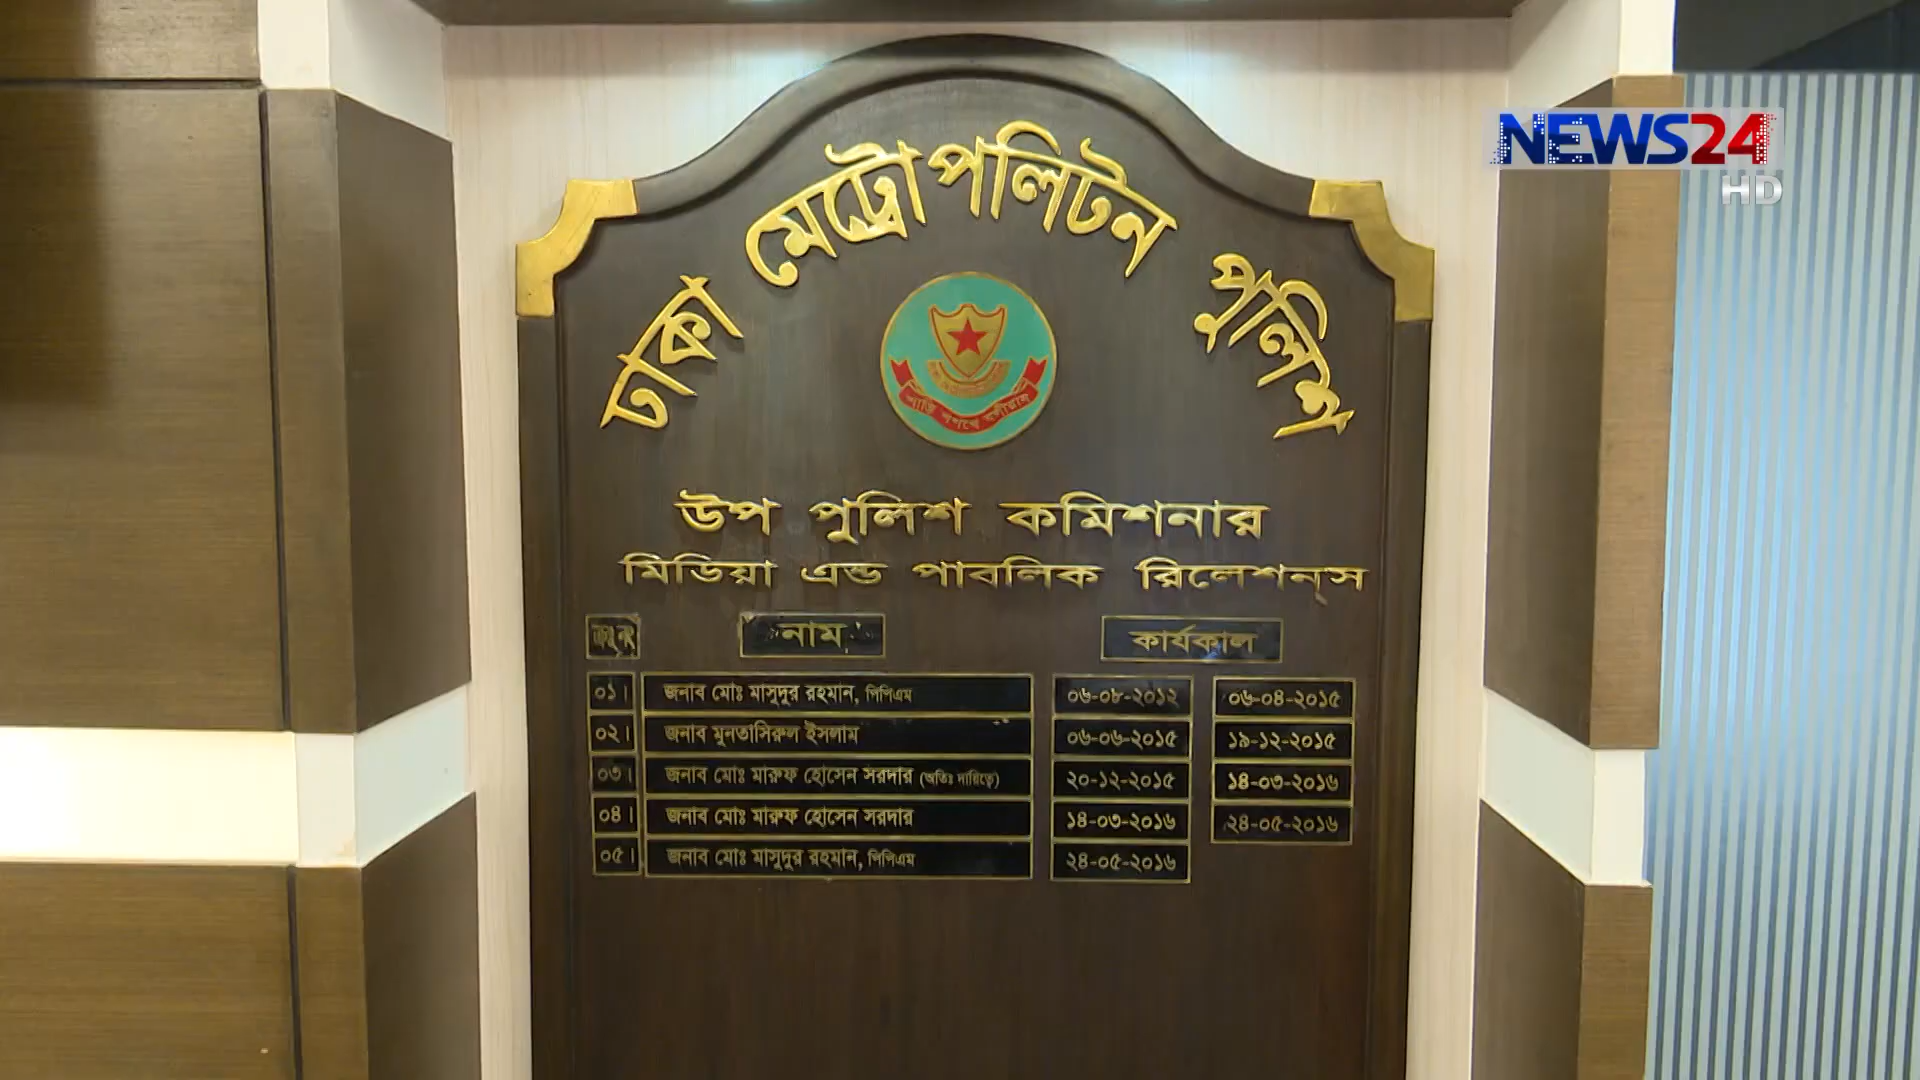 NEWS24
HD
ঢাকা মেট্রোপলিটন পুলিশ
উপ পুলিশ কমিশনার
মিডিয়া এন্ড পাবলিক রিলেশন্স
নাম কার্যকাল
০১। জনাব মোঃ মাসুদুর রহমান, পিপিএম ০৬-০৮-২০১২ ০৬-০৪-২০১৫
০২। জনাব মুনতাসিরুল ইসলাম ০৬-০৬-২০১৫ ১৯-১২-২০১৫
০৩। জনাব মোঃ মারুফ হোসেন সরদার (অতিঃ দায়িত্বে) ২০-১২-২০১৫ ১৪-০৩-২০১৬
০৪। জনাব মোঃ মারুফ হোসেন সরদার ১৪-০৩-২০১৬ ২৪-০৫-২০১৬
০৫। জনাব মোঃ মাসুদুর রহমান, পিপিএম ২৪-০৫-২০১৬